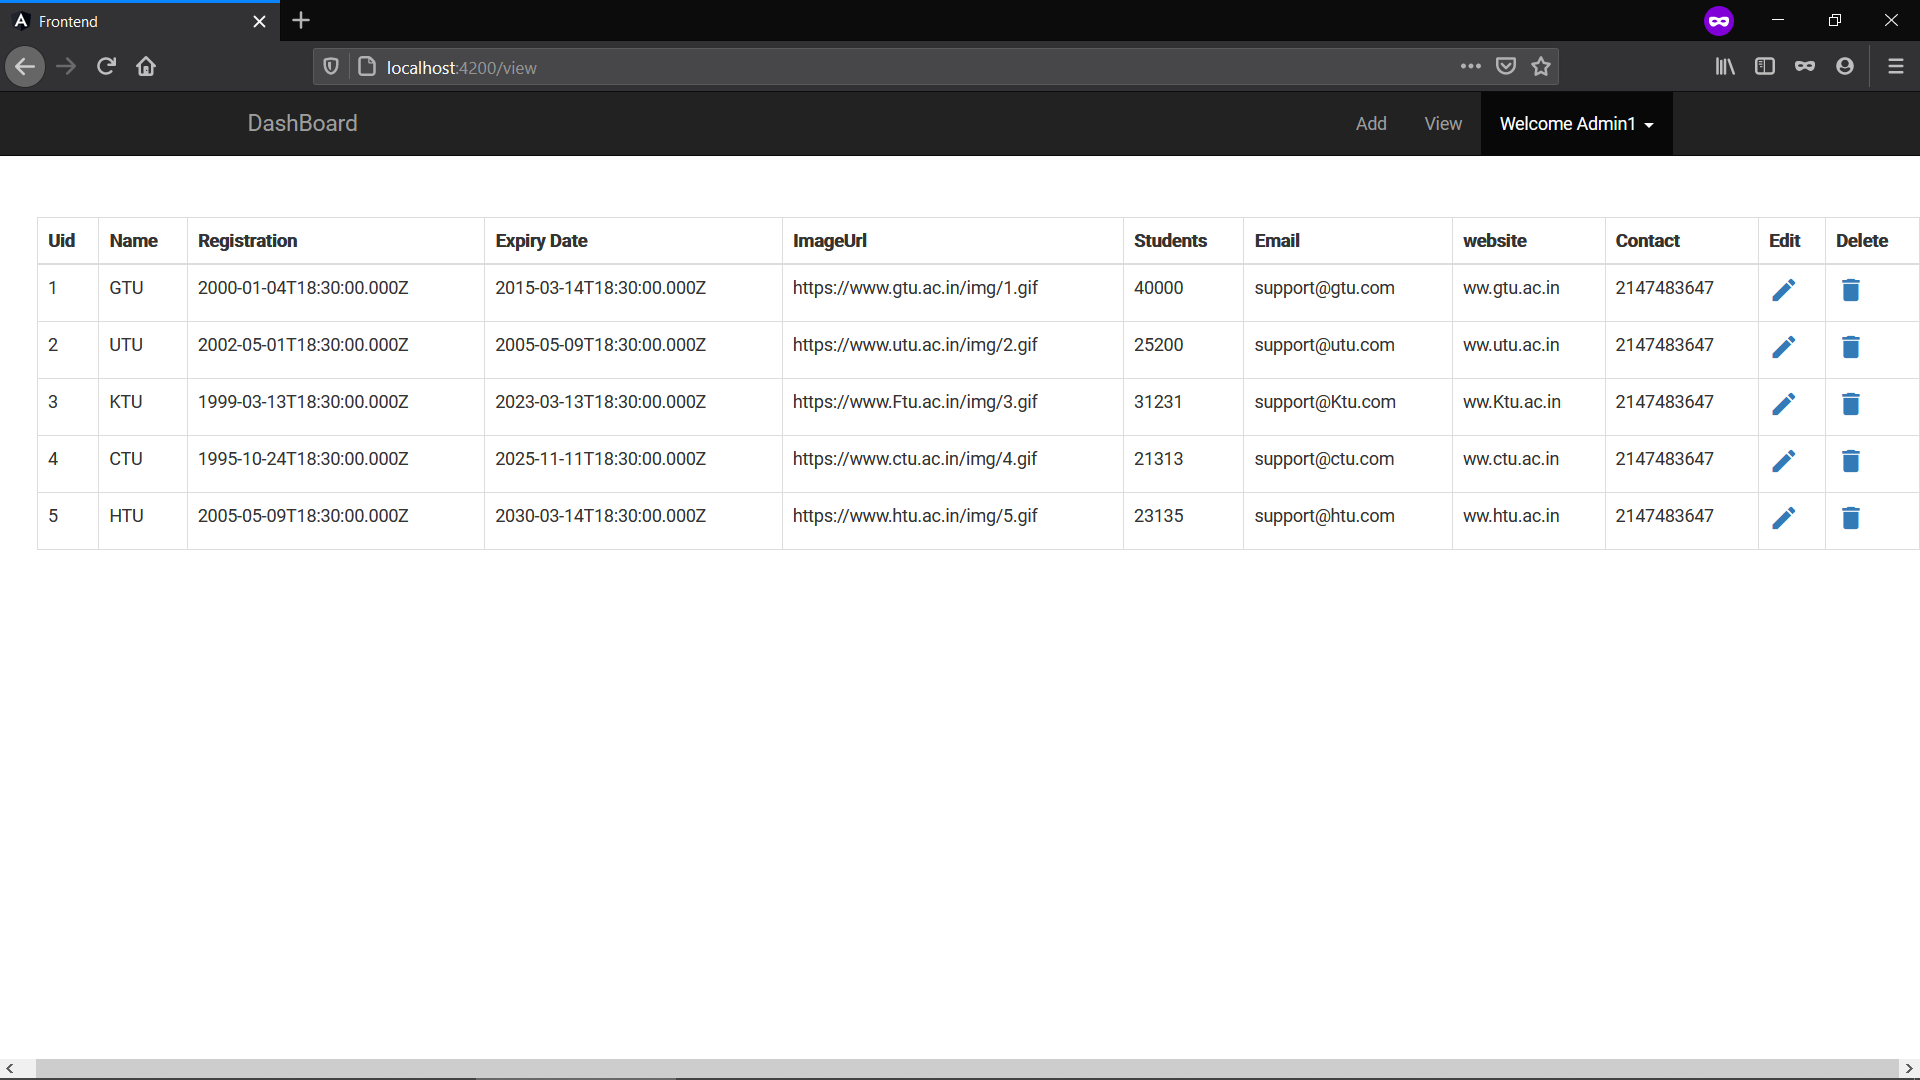 Frontend
localhost:4200/view
DashBoard Add View Welcome Admin1
Uid Name Registration Expiry Date ImageUrl Students Email website Contact Edit Delete
1 GTU 2000-01-04T18:30:00.000Z 2015-03-14T18:30:00.000Z https://www.gtu.ac.in/img/1.gif 40000 support@gtu.com ww.gtu.ac.in 2147483647
2 UTU 2002-05-01T18:30:00.000Z 2005-05-09T18:30:00.000Z https://www.utu.ac.in/img/2.gif 25200 support@utu.com ww.utu.ac.in 2147483647
3 KTU 1999-03-13T18:30:00.000Z 2023-03-13T18:30:00.000Z https://www.Ftu.ac.in/img/3.gif 31231 support@Ktu.com ww.Ktu.ac.in 2147483647
4 CTU 1995-10-24T18:30:00.000Z 2025-11-11T18:30:00.000Z https://www.ctu.ac.in/img/4.gif 21313 support@ctu.com ww.ctu.ac.in 2147483647
5 HTU 2005-05-09T18:30:00.000Z 2030-03-14T18:30:00.000Z https://www.htu.ac.in/img/5.gif 23135 support@htu.com ww.htu.ac.in 2147483647